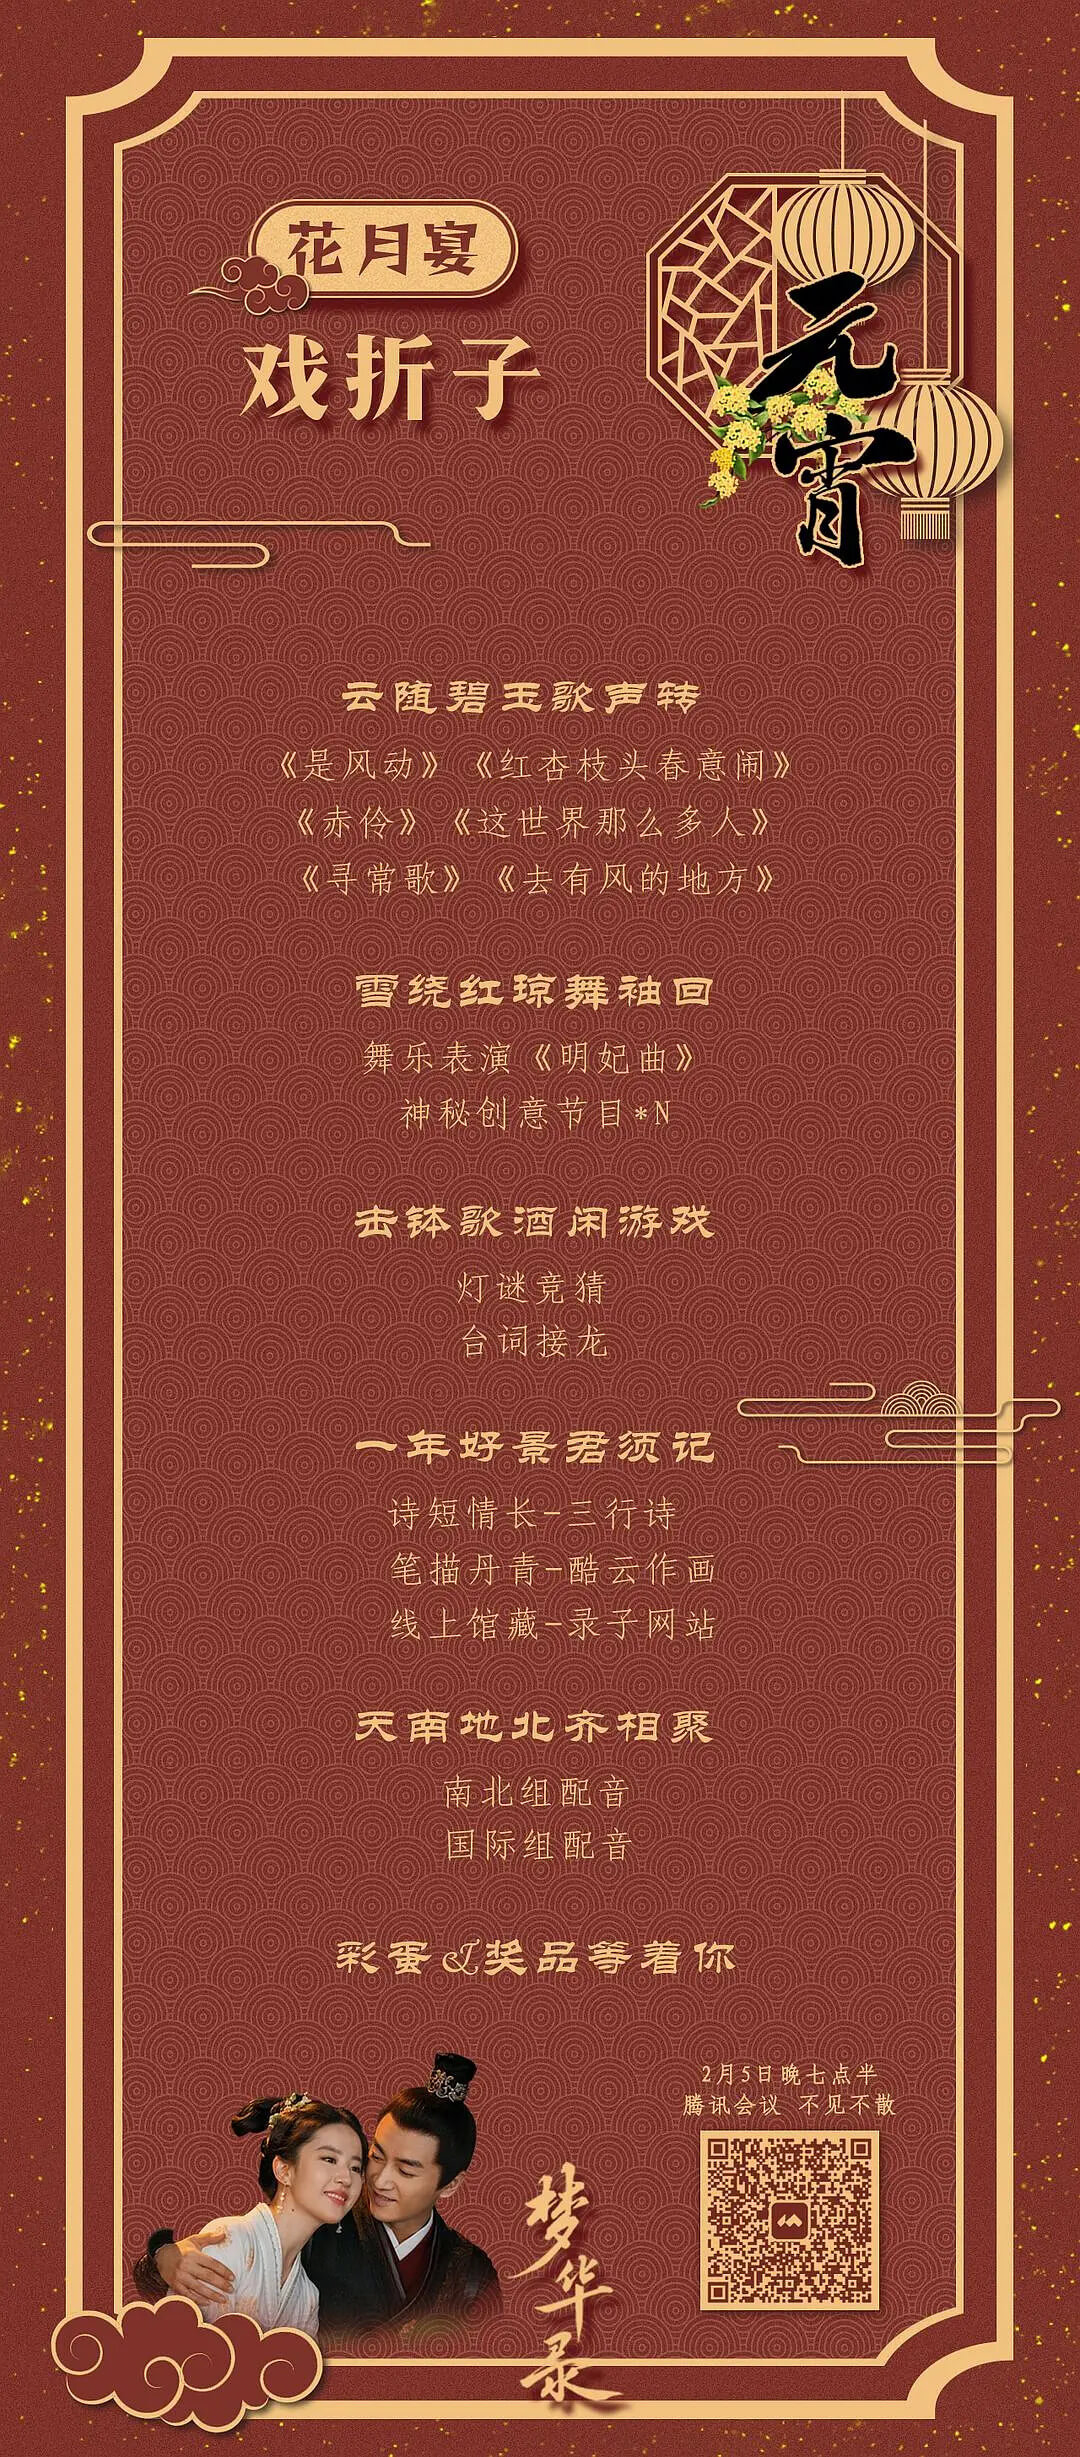 花月宴
戏折子
元宵
云随碧玉歌声转
《是风动》《红杏枝头春意闹》
《赤伶》《这世界那么多人》
《寻常歌》《去有风的地方》
雪绕红琼舞袖回
舞乐表演《明妃曲》
神秘创意节目*N
击钵歌酒闲游戏
灯谜竞猜
台词接龙
一年好景君须记
诗短情长-三行诗
笔描丹青-酷云作画
线上馆藏-录子网站
天南地北齐相聚
南北组配音
国际组配音
彩蛋&奖品等着你
2月5日晚七点半
腾讯会议 不见不散
梦华录